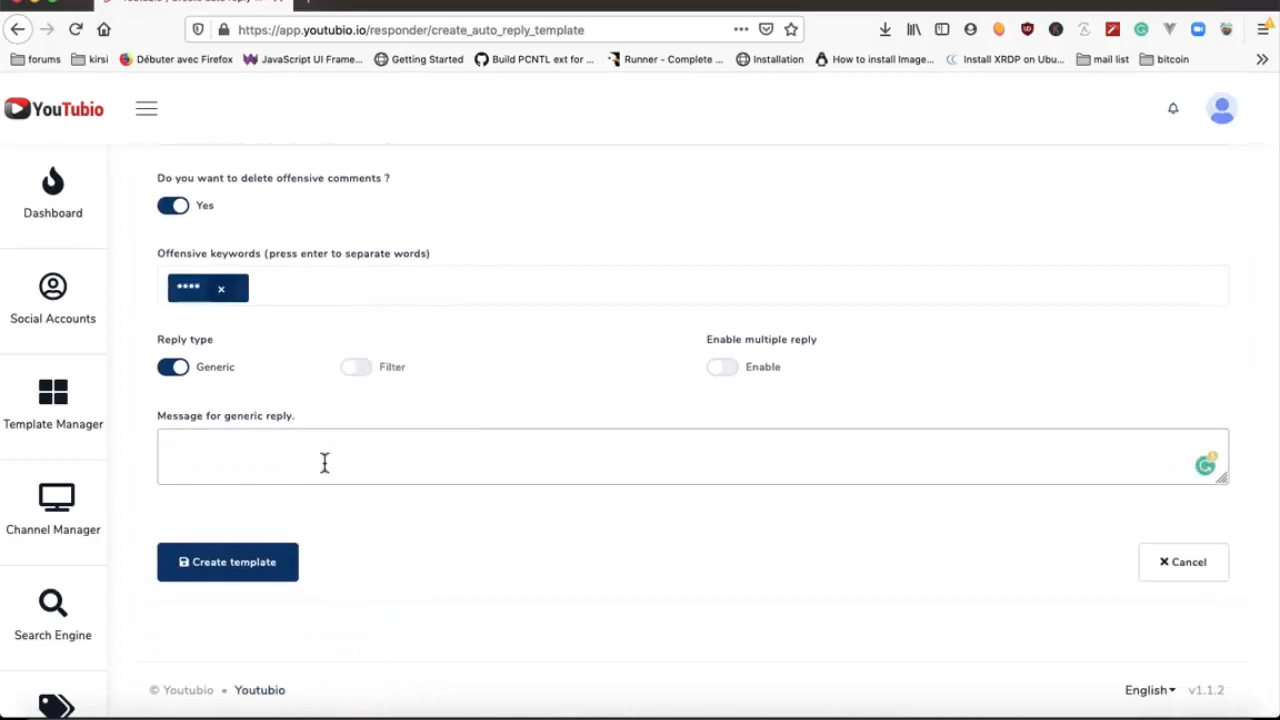 https://app.youtubio.io/responder/create_auto_reply_template
forums
kirsi
Débuter avec Firefox
JavaScript UI Frame...
Getting Started
Build PCNTL ext for ...
Runner - Complete ...
Installation
How to install Image...
Install XRDP on Ubu...
mail list
bitcoin
YouTubio
Dashboard
Social Accounts
Template Manager
Channel Manager
Search Engine
Do you want to delete offensive comments ?
Yes
Offensive keywords (press enter to separate words)
**** ×
Reply type
Generic
Filter
Enable multiple reply
Enable
Message for generic reply.
Create template
Cancel
© Youtubio • Youtubio
English
v1.1.2